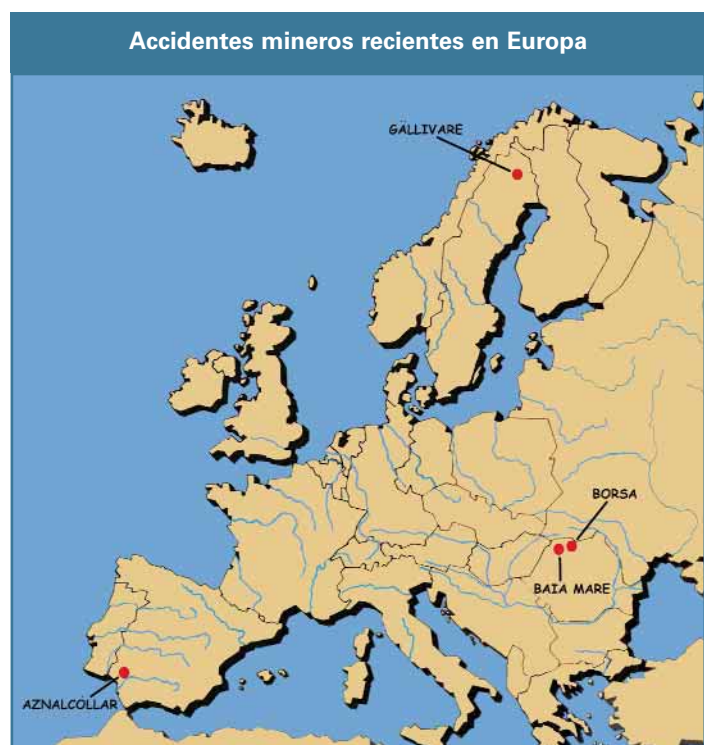 Accidentes mineros recientes en Europa
GÄLLIVARE
BORSA
BAIA MARE
AZNALCÓLLAR